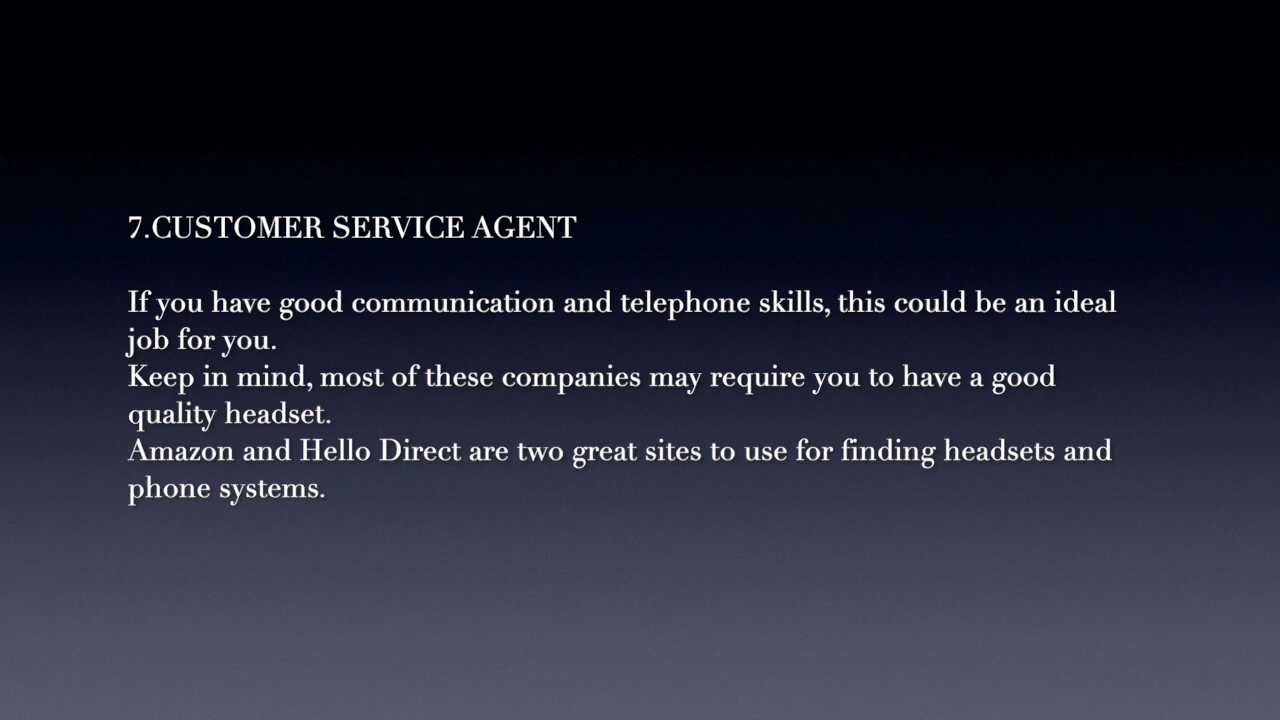 7.CUSTOMER SERVICE AGENT
If you have good communication and telephone skills, this could be an ideal
job for you.
Keep in mind, most of these companies may require you to have a good
quality headset.
Amazon and Hello Direct are two great sites to use for finding headsets and
phone systems.